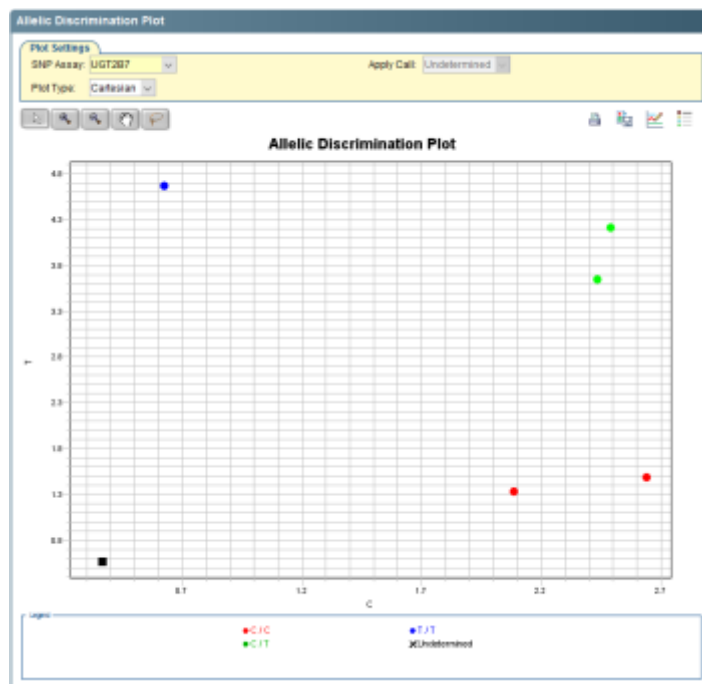 Allelic Discrimination Plot
Plot Settings
SNP Assay: UGT2B7
Apply Call: Undetermined
Plot Type: Cartesian
Allelic Discrimination Plot
4.8
4.3
3.8
3.3
2.8
2.3
1.8
1.3
0.8
T
0.7 1.2 1.7 2.2 2.7
C
Legend
C / C
T / T
C / T
Undetermined